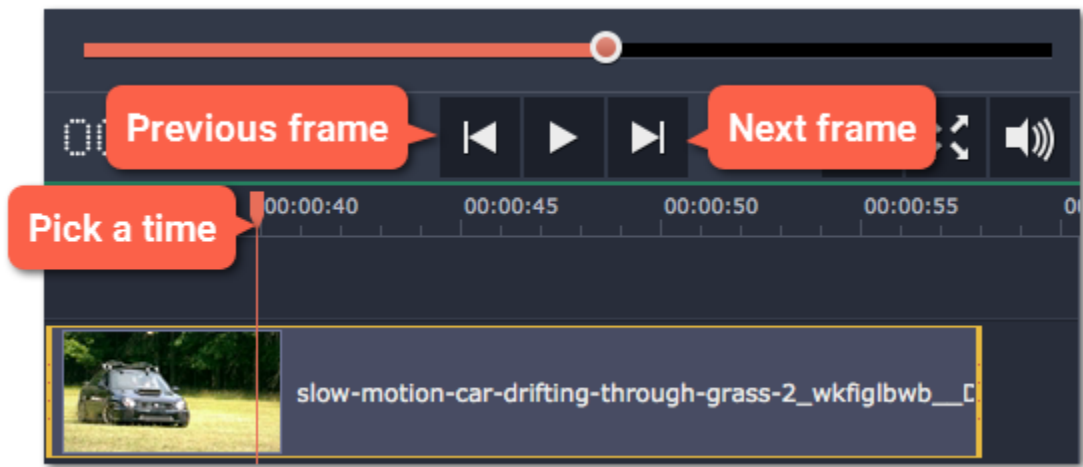 Previous frame
Next frame
Pick a time
00:00:40 00:00:45 00:00:50 00:00:55
slow-motion-car-drifting-through-grass-2_wkfiglbwb__D